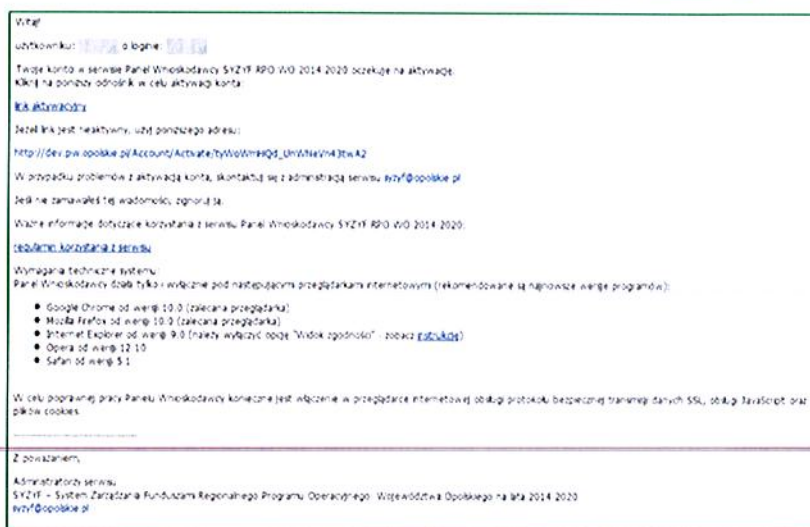 Witaj!
użytkowniku: o loginie:
Twoje konto w serwisie Panel Wnioskodawcy SYZYF RPO WO 2014 2020 oczekuje na aktywację.
Kliknij na poniższy odnośnik w celu aktywacji konta:
link aktywacyjny
Jeżeli link jest nieaktywny, użyj poniższego adresu:
W przypadku problemów z aktywacją konta, skontaktuj się z administracją serwisu syzyf@opolskie.pl
Jeśli nie zamawiałeś tej wiadomości, zignoruj ją.
Ważne informacje dotyczące korzystania z serwisu Panel Wnioskodawcy SYZYF RPO WO 2014 2020:
regulamin korzystania z serwisu
Wymagania techniczne systemu:
Panel Wnioskodawcy działa tylko i wyłącznie pod następującymi przeglądarkami internetowymi (rekomendowane są najnowsze wersje programów):
● Google Chrome od wersji 10.0 (zalecana przeglądarka)
● Mozilla Firefox od wersji 10.0 (zalecana przeglądarka)
● Internet Explorer od wersji 9.0 (należy wyłączyć opcję "Widok zgodności" - zobacz instrukcję)
● Opera od wersji 12.10
● Safari od wersji 5.1
W celu poprawnej pracy Panelu Wnioskodawcy konieczne jest włączenie w przeglądarce internetowej obsługi protokołu bezpiecznej transmisji danych SSL, obsługi JavaScript oraz
plików cookies.
Z poważaniem,
Administratorzy serwisu
SYZYF – System Zarządzania Funduszami Regionalnego Programu Operacyjnego Województwa Opolskiego na lata 2014 2020
syzyf@opolskie.pl